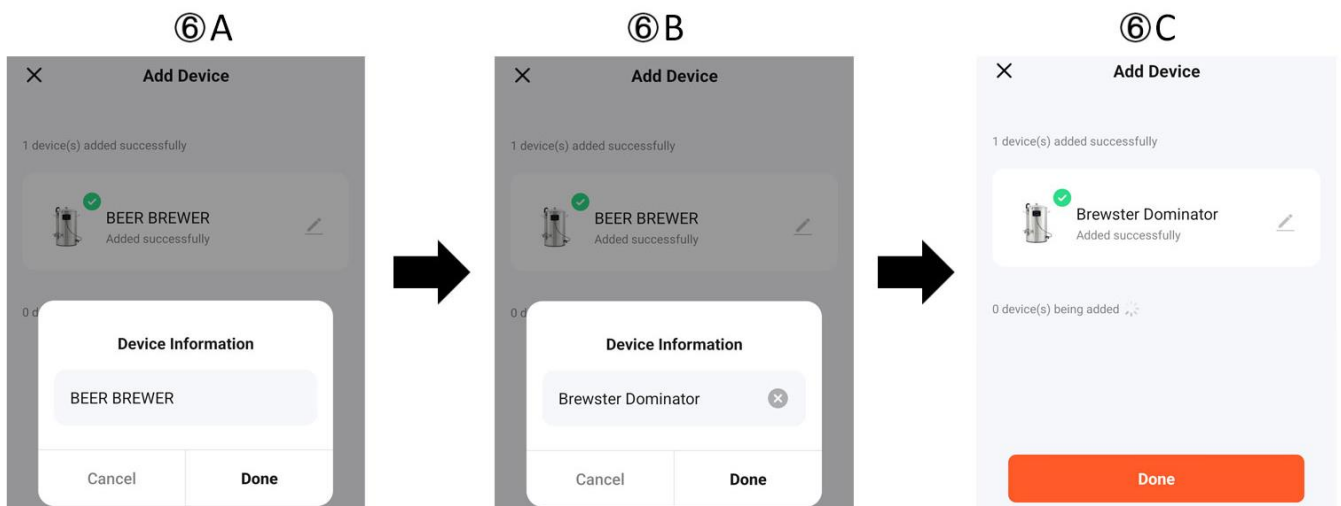 ⑥A
Add Device
1 device(s) added successfully
BEER BREWER
Added successfully
0 d
Device Information
BEER BREWER
Cancel
Done
⑥B
Add Device
1 device(s) added successfully
BEER BREWER
Added successfully
0 d
Device Information
Brewster Dominator
Cancel
Done
⑥C
Add Device
1 device(s) added successfully
Brewster Dominator
Added successfully
0 device(s) being added
Done